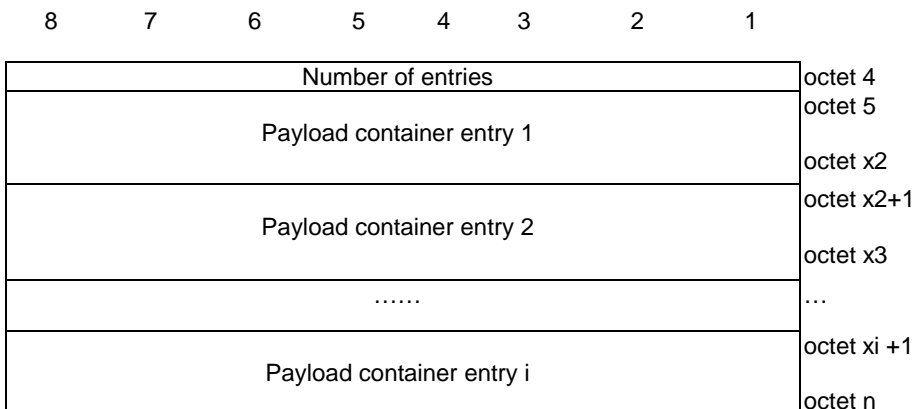 8 7 6 5 4 3 2 1
Number of entries octet 4
octet 5
Payload container entry 1
octet x2
octet x2+1
Payload container entry 2
octet x3
…… …
octet xi +1
Payload container entry i
octet n